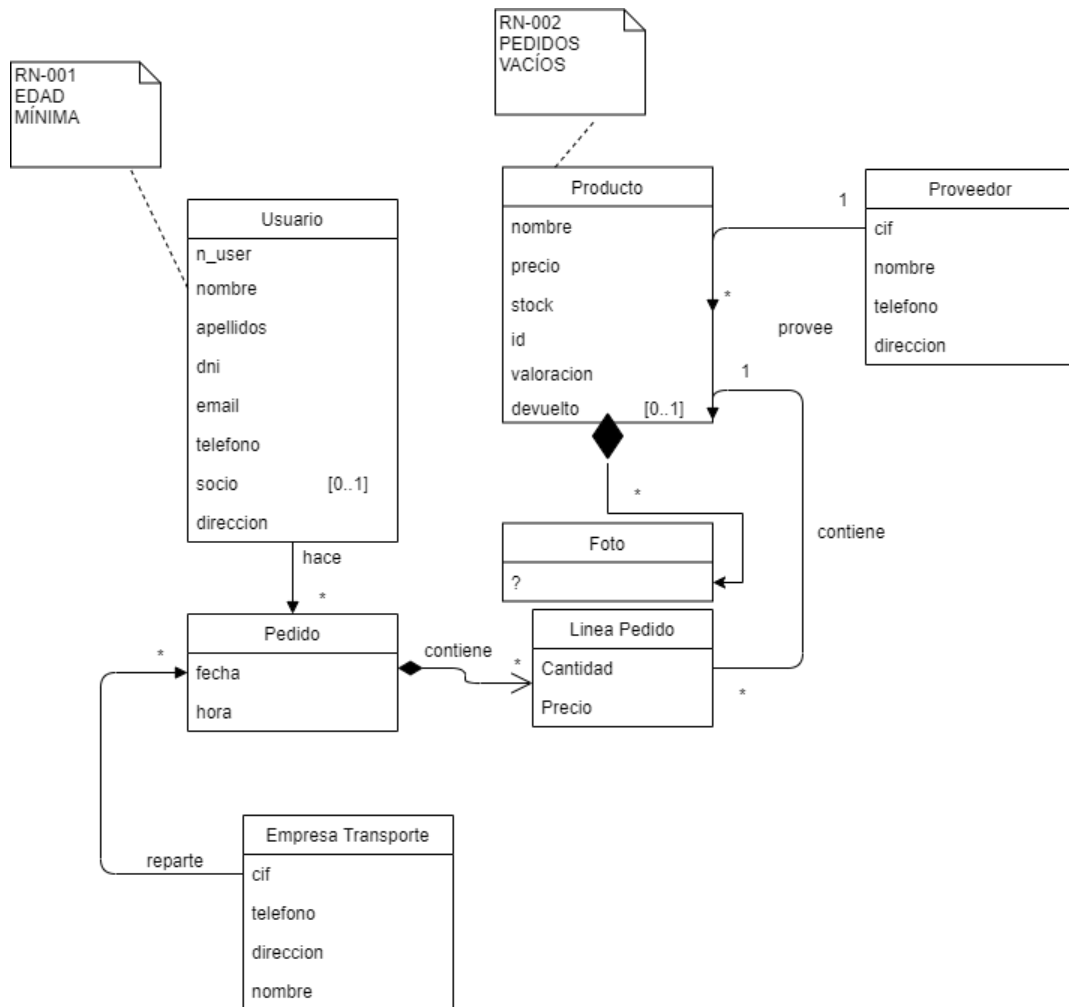 RN-001
EDAD
MÍNIMA
RN-002
PEDIDOS
VACÍOS
Usuario
n_user
nombre
apellidos
dni
email
telefono
socio [0..1]
direccion
Producto
nombre
precio
stock
id
valoracion
devuelto [0..1]
Proveedor
cif
nombre
telefono
direccion
1
*
provee
1
contiene
*
*
Foto
?
hace
*
Pedido
fecha
hora
contiene
*
Linea Pedido
Cantidad
Precio
*
reparte
Empresa Transporte
cif
telefono
direccion
nombre